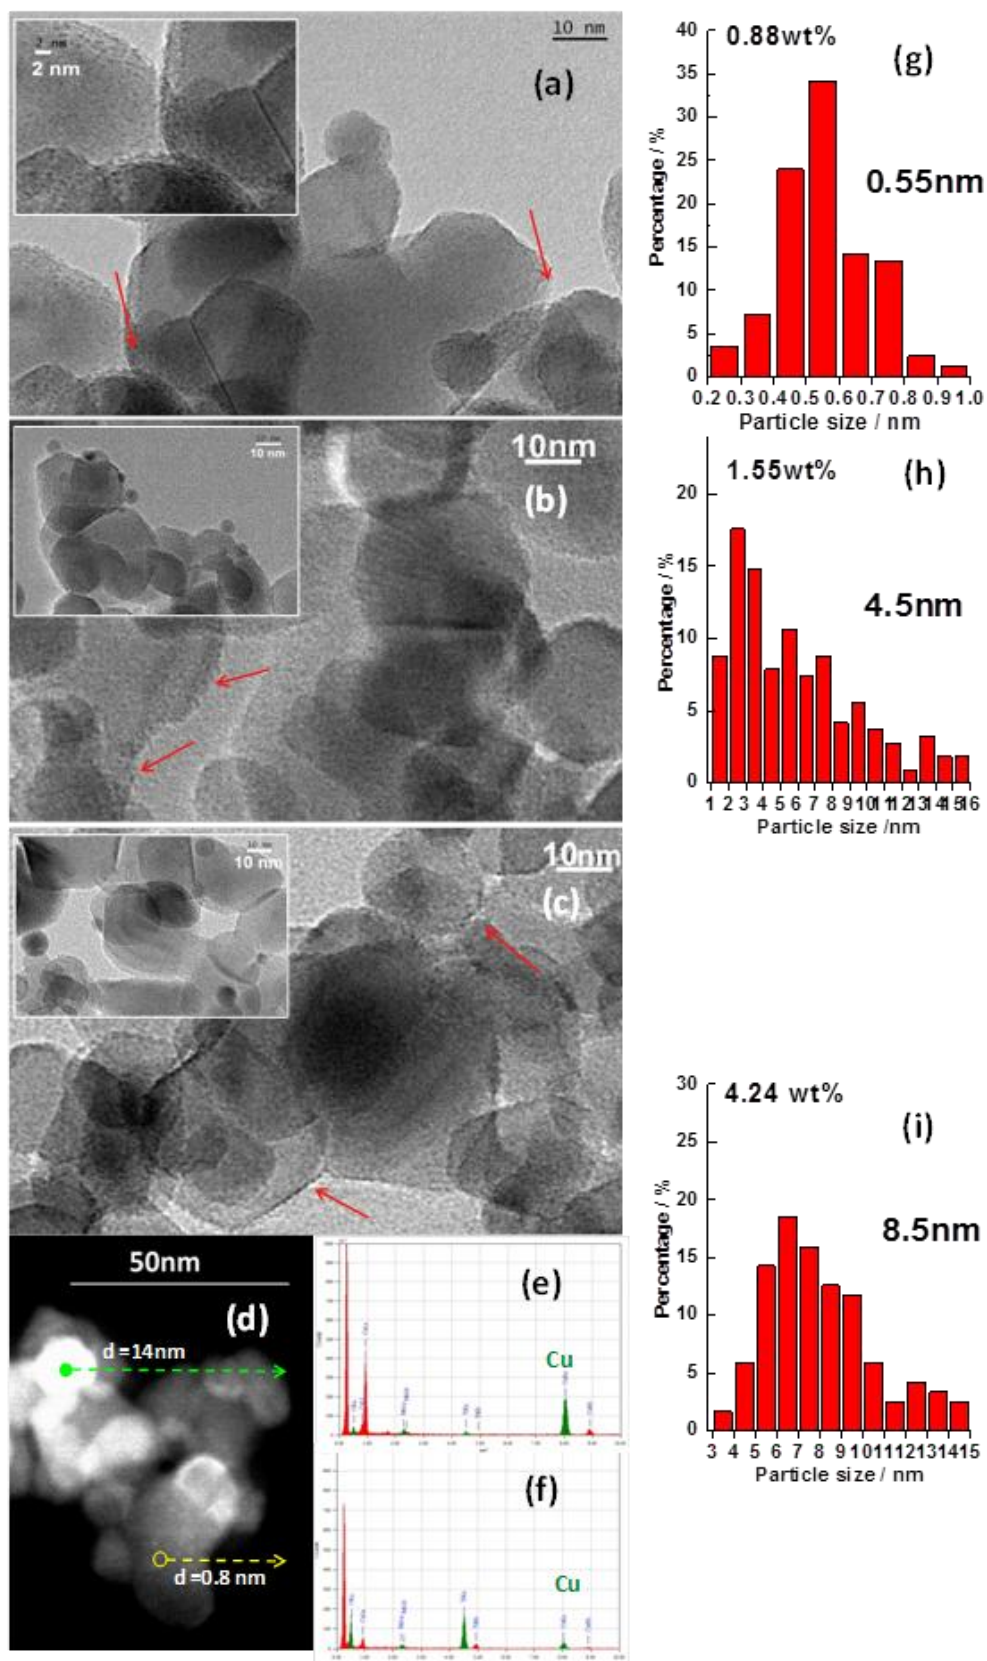 2 nm
2 nm
10 nm
(a)
0.88wt%
(g)
0.55nm
Percentage / %
40
35
30
25
20
15
10
5
0
0.2 0.3 0.4 0.5 0.6 0.7 0.8 0.9 1.0
Particle size / nm
10 nm
10nm
(b)
1.55wt%
(h)
4.5nm
Percentage / %
20
15
10
5
0
1 2 3 4 5 6 7 8 9 10 11 12 13 14 15 16
Particle size /nm
10 nm
10 nm
10nm
(c)
4.24 wt%
(i)
8.5nm
Percentage / %
30
25
20
15
10
5
0
3 4 5 6 7 8 9 10 11 12 13 14 15
Particle size / nm
50nm
(d)
d =14nm
d =0.8 nm
(e)
Cu
(f)
Cu